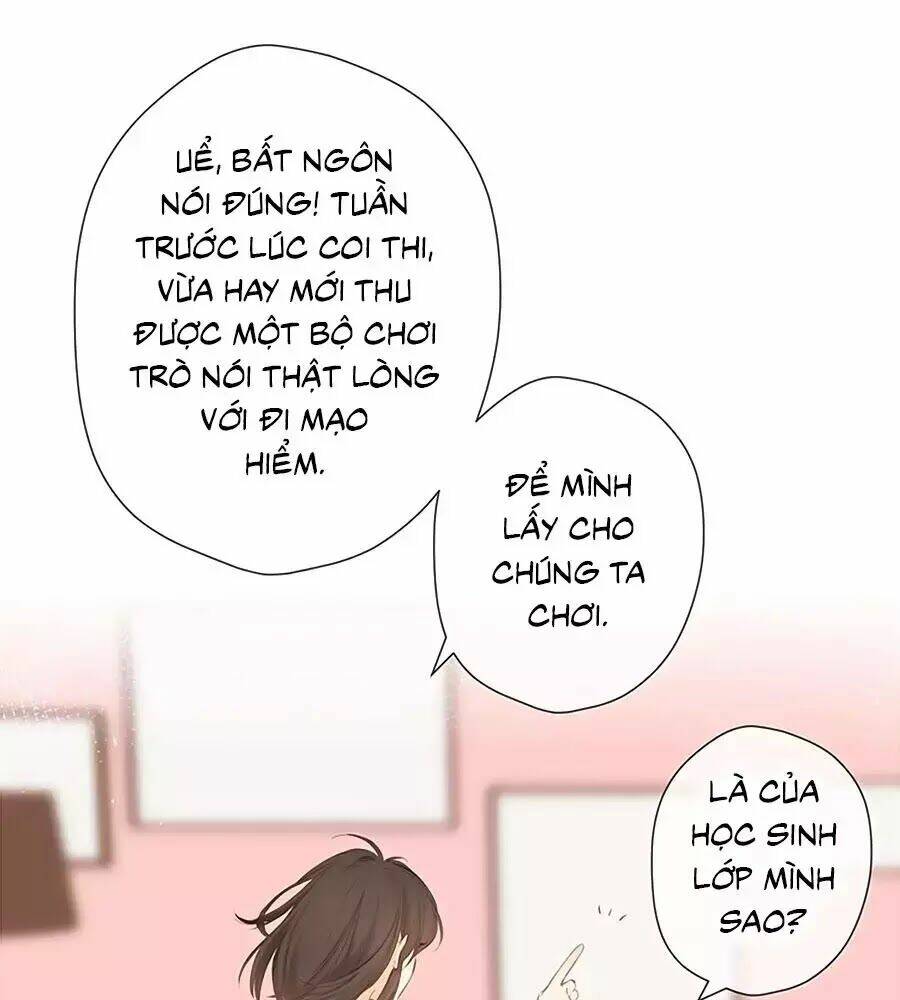 UỂ, BẤT NGÔN
NÓI ĐÚNG! TUẦN
TRƯỚC LÚC COI THI,
VỪA HAY MỚI THU
ĐƯỢC MỘT BỘ CHƠI
TRÒ NÓI THẬT LÒNG
VỚI ĐI MẠO
HIỂM.
ĐỂ MÌNH
LẤY CHO
CHÚNG TA
CHƠI.
LÀ CỦA
HỌC SINH
LỚP MÌNH
SAO?